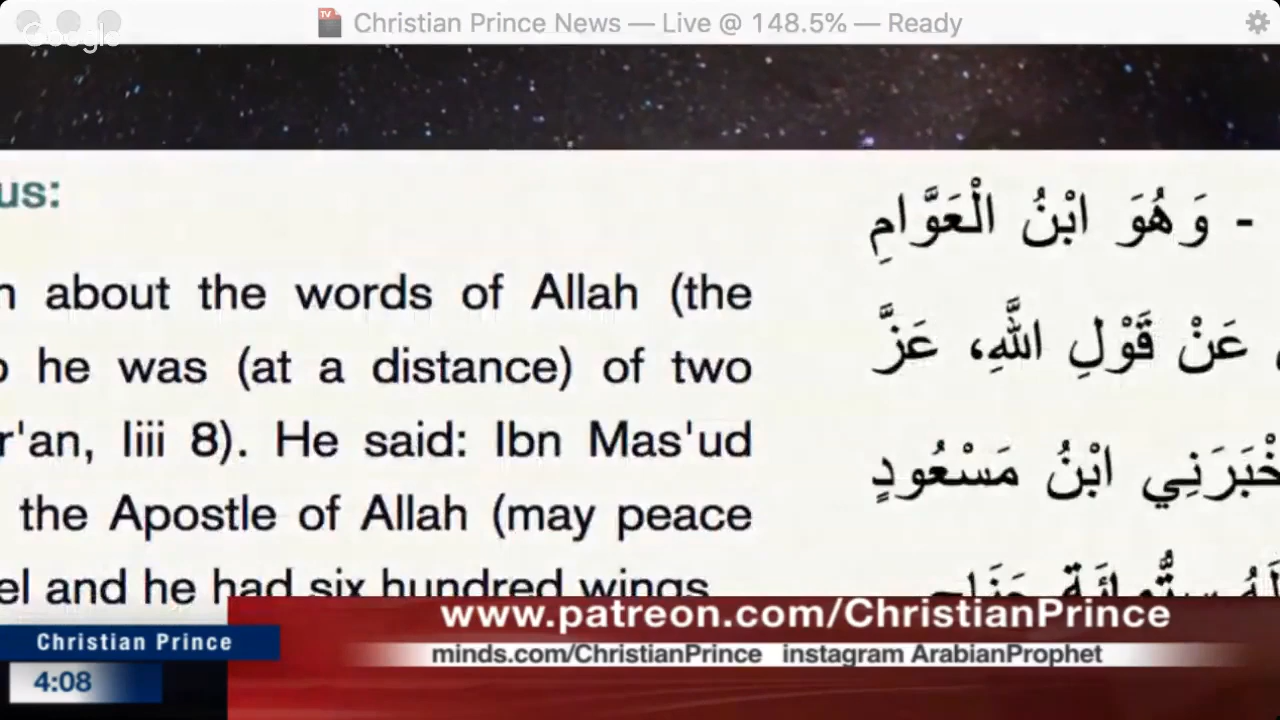 Google
Christian Prince News — Live @ 148.5% — Ready
us:
about the words of Allah (the
he was (at a distance) of two
r'an, liii 8). He said: Ibn Mas'ud
the Apostle of Allah (may peace
el and he had six hundred wings.
- وَهُوَ ابْنُ الْعَوَّامِ
عَنْ قَوْلِ اللَّهِ، عَزَّ
خْبَرَنِي ابْنُ مَسْعُودٍ
لَهُ سِتُّمِائَةِ جَنَاحٍ
www.patreon.com/ChristianPrince
Christian Prince
minds.com/ChristianPrince instagram ArabianProphet
4:08